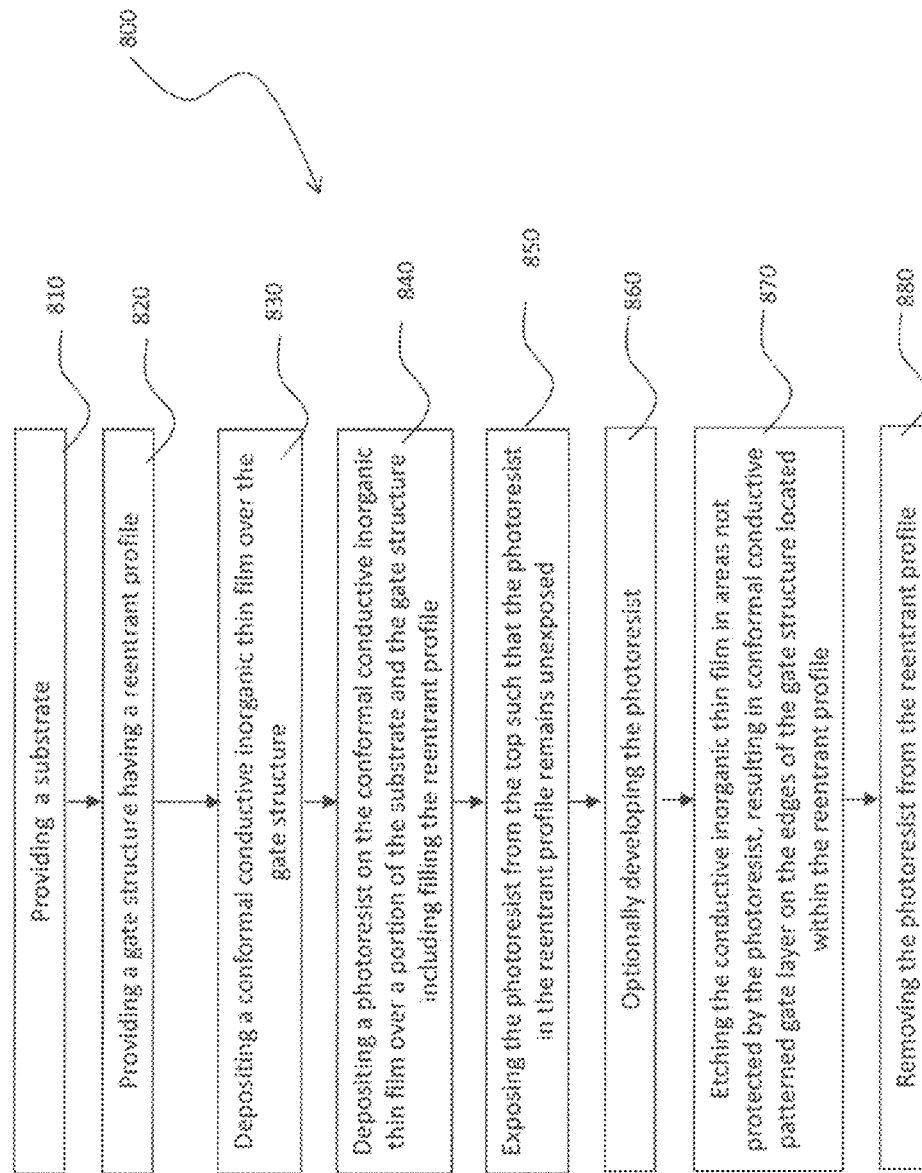 800
Providing a substrate
810
Providing a gate structure having a reentrant profile
820
Depositing a conformal conductive inorganic thin film over the
gate structure
830
Depositing a photoresist on the conformal conductive inorganic
thin film over a portion of the substrate and the gate structure
including filling the reentrant profile
840
Exposing the photoresist from the top such that the photoresist
in the reentrant profile remains unexposed
850
Optionally developing the photoresist
860
Etching the conductive inorganic thin film in areas not
protected by the photoresist, resulting in conformal conductive
patterned gate layer on the edges of the gate structure located
within the reentrant profile
870
Removing the photoresist from the reentrant profile
880